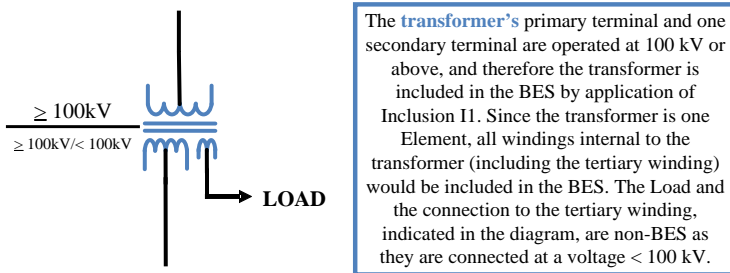 ≥ 100kV
≥ 100kV/< 100kV
LOAD
The transformer's primary terminal and one
secondary terminal are operated at 100 kV or
above, and therefore the transformer is
included in the BES by application of
Inclusion I1. Since the transformer is one
Element, all windings internal to the
transformer (including the tertiary winding)
would be included in the BES. The Load and
the connection to the tertiary winding,
indicated in the diagram, are non-BES as
they are connected at a voltage < 100 kV.